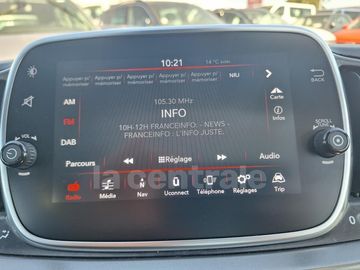 10:21
14 °C
Appuyer p/ mémoriser Appuyer p/ mémoriser Appuyer p/ mémoriser Appuyer p/ mémoriser NRJ
BACK
AM
FM
DAB
105.30 MHz
INFO
10H-12H FRANCEINFO: - NEWS -
FRANCEINFO: L'INFO JUSTE.
Carte
Infos
VOL
SCROLL
Parcours
Réglage
Audio
la centrale
Radio Média Nav Uconnect Téléphone Réglages Trip